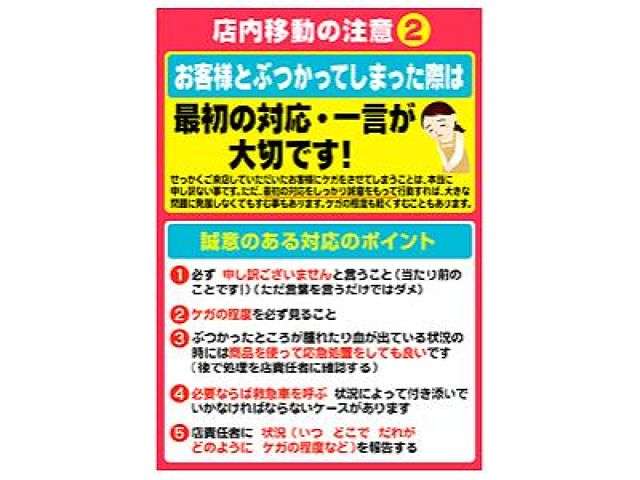 店内移動の注意2
お客様とぶつかってしまった際は
最初の対応・一言が
大切です！
せっかくご来店していただいたお客様にケガをさせてしまうことは、本当に
申し訳ない事です。ただ、最初の対応をしっかり誠意をもって行動すれば、大きな
問題に発展しなくてもすむ事もあります。ケガの程度も軽くすむこともあります。
誠意のある対応のポイント
1 必ず 申し訳ございませんと言うこと（当たり前の
ことです！）（ただ言葉を言うだけではダメ）
2 ケガの程度を必ず見ること
3 ぶつかったところが腫れたり血が出ている状況の
時には商品を使って応急処置をしても良いです
（後で処理を店責任者に確認する）
4 必要ならば救急車を呼ぶ 状況によって付き添いで
いかなければならないケースがあります
5 店責任者に 状況（いつ どこで だれが
どのように ケガの程度など）を報告する